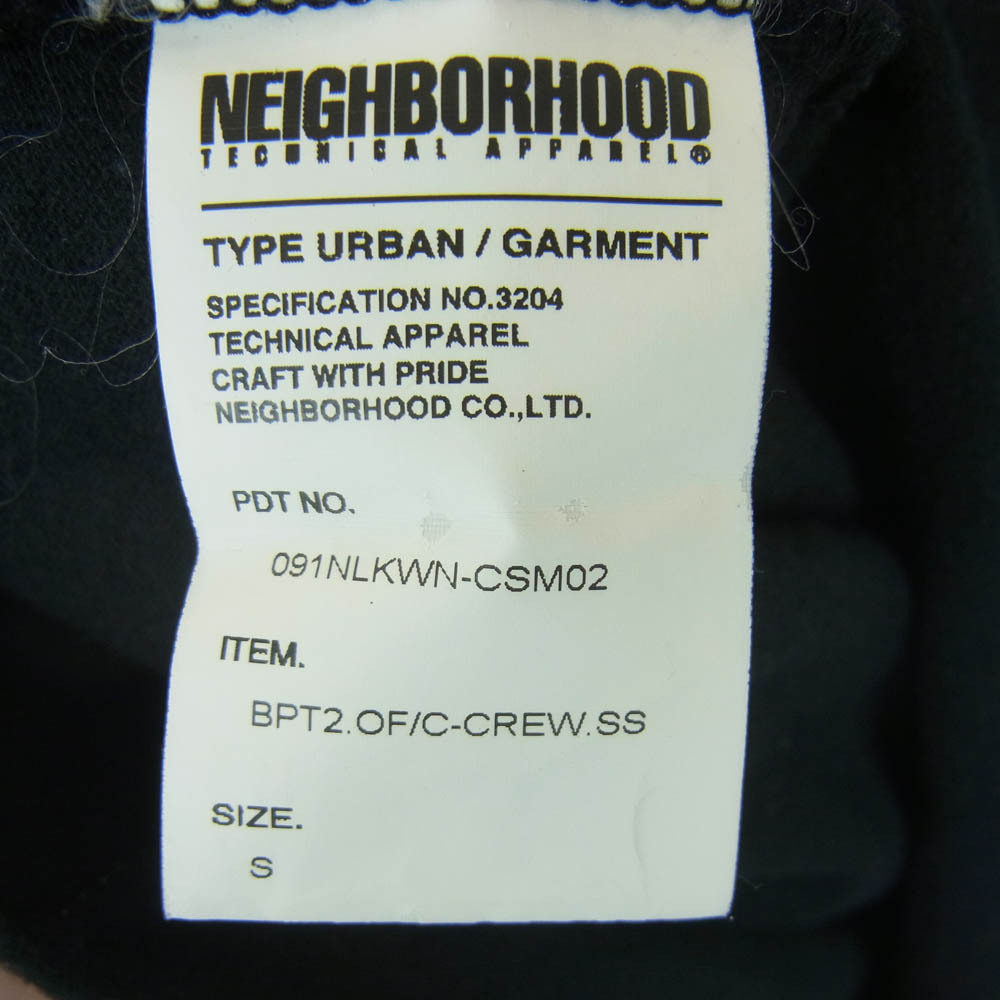 NEIGHBORHOOD
TECHNICAL APPAREL®
TYPE URBAN / GARMENT
SPECIFICATION NO.3204
TECHNICAL APPAREL
CRAFT WITH PRIDE
NEIGHBORHOOD CO.,LTD.
PDT NO.
091NLKWN-CSM02
ITEM.
BPT2.OF/C-CREW.SS
SIZE.
S